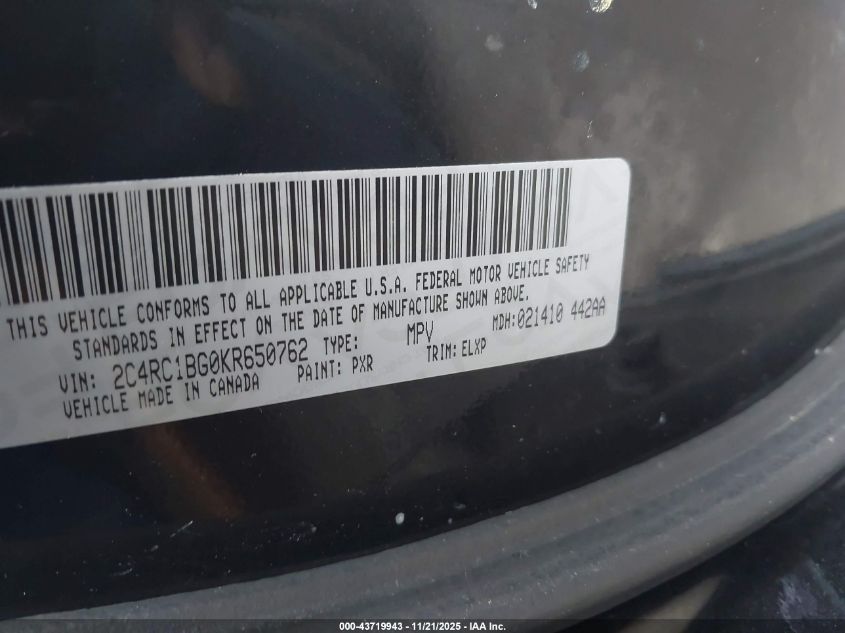 THIS VEHICLE CONFORMS TO ALL APPLICABLE U.S.A. FEDERAL MOTOR VEHICLE SAFETY
STANDARDS IN EFFECT ON THE DATE OF MANUFACTURE SHOWN ABOVE.
VIN: 2C4RC1BG0KR650762 TYPE: MPV MDH:021410 442AA
VEHICLE MADE IN CANADA PAINT: PXR TRIM: ELXP
000-43719943 - 11/21/2025 - IAA Inc.